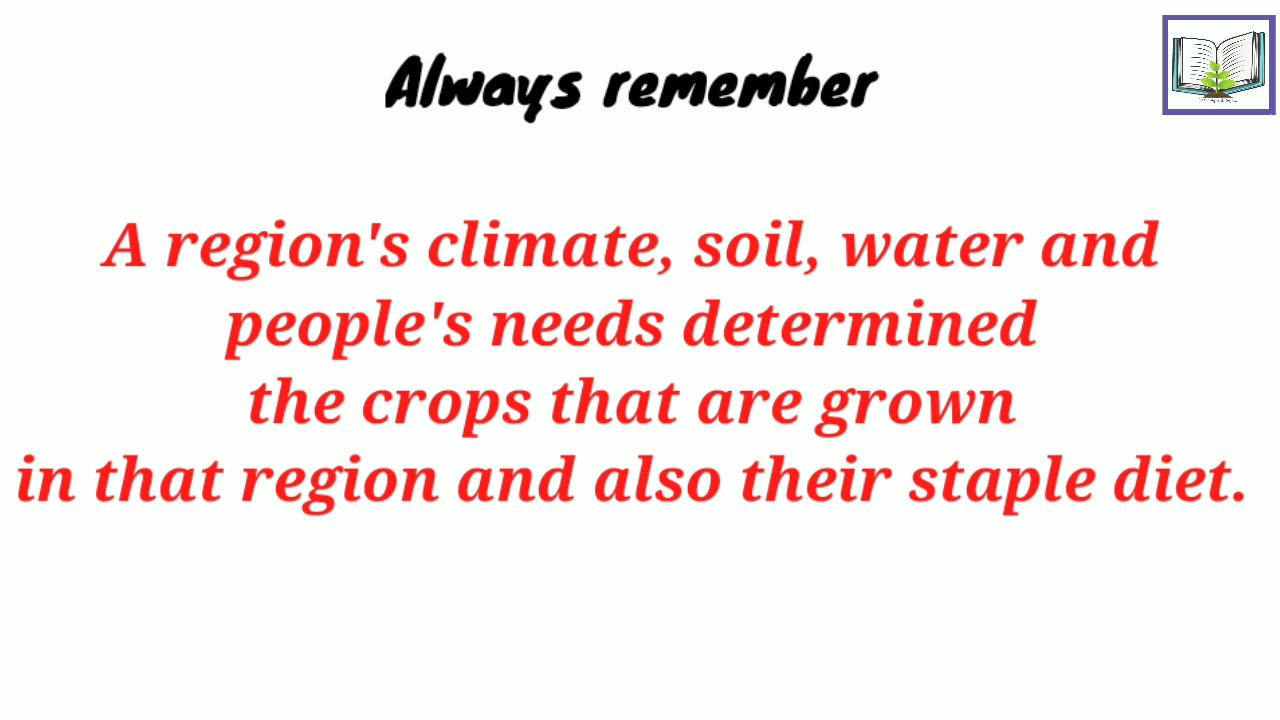 Always remember
A region's climate, soil, water and
people's needs determined
the crops that are grown
in that region and also their staple diet.